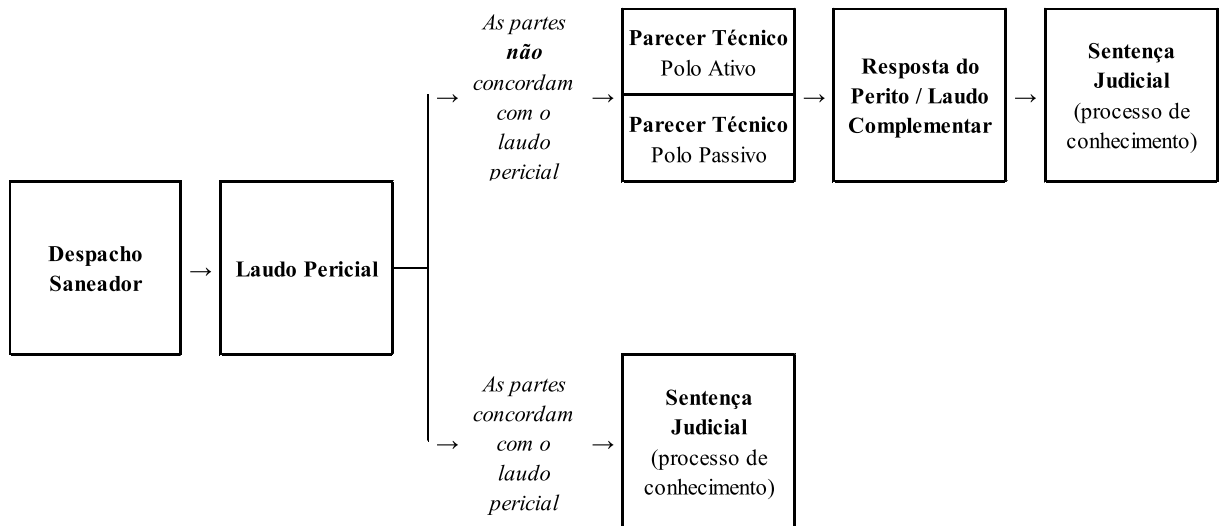 Despacho
Saneador
→
Laudo Pericial
→
As partes
não
concordam
com o
laudo
pericial
→
Parecer Técnico
Polo Ativo
Parecer Técnico
Polo Passivo
→
Resposta do
Perito / Laudo
Complementar
→
Sentença
Judicial
(processo de
conhecimento)
→
As partes
concordam
com o
laudo
pericial
→
Sentença
Judicial
(processo de
conhecimento)